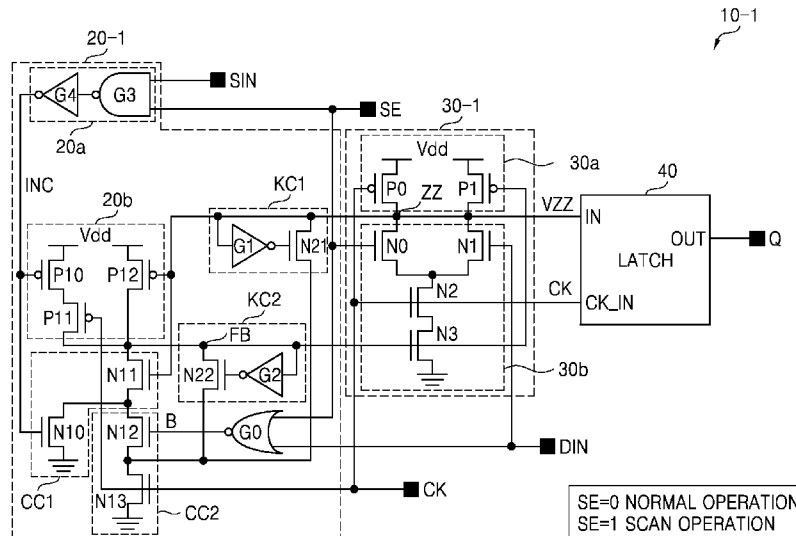 10-1
20-1
SIN
G4
G3
SE
30-1
20a
Vdd
30a
INC
KC1
P0
P1
40
20b
ZZ
VZZ
IN
Vdd
G1
N21
N0
N1
OUT
Q
P10
P12
LATCH
KC2
N2
CK
CK_IN
P11
FB
N3
N11
N22
G2
30b
B
N10
N12
G0
DIN
N13
CK
CC1
CC2
SE=0 NORMAL OPERATION
SE=1 SCAN OPERATION